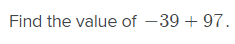 Find the value of −39 + 97.